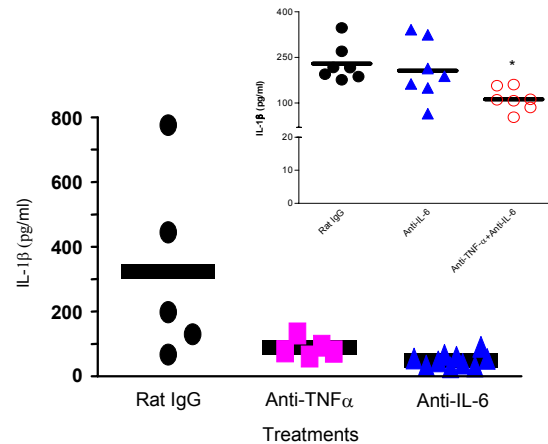 400
250
100
20
10
0
IL-1β (pg/ml)
*
Rat IgG
Anti-IL-6
Anti-TNF-α+Anti-IL-6
800
600
400
200
0
IL-1β (pg/ml)
Rat IgG
Anti-TNFα
Anti-IL-6
Treatments